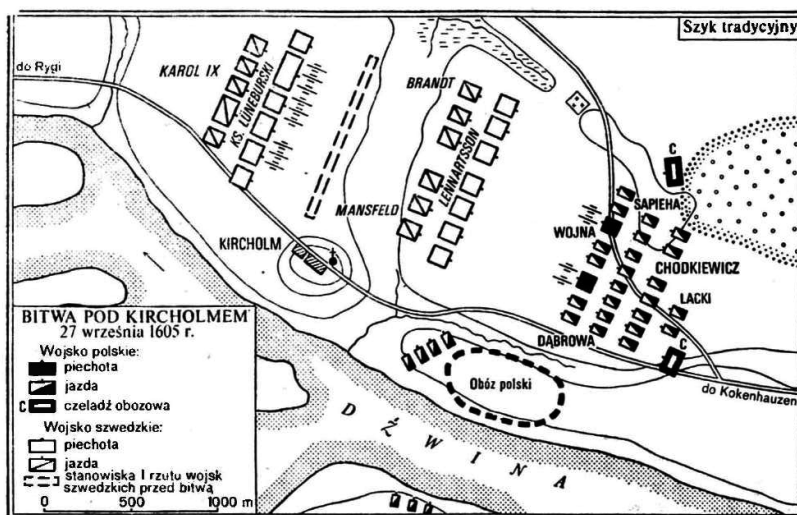 Szyk tradycyjny
do Rygi
KAROL IX
KS. LÜNEBURSKI
BRANDT
LENNARTSSON
MANSFELD
KIRCHOLM
C
SAPIEHA
WOJNA
CHODKIEWICZ
LACKI
DĄBROWA
C
do Kokenhauzen
Obóz polski
DŹWINA
BITWA POD KIRCHOLMEM
27 września 1605 r.
Wojsko polskie:
piechota
jazda
C czeladź obozowa
Wojsko szwedzkie:
piechota
jazda
stanowiska I rzutu wojsk
szwedzkich przed bitwą
0 500 1000 m